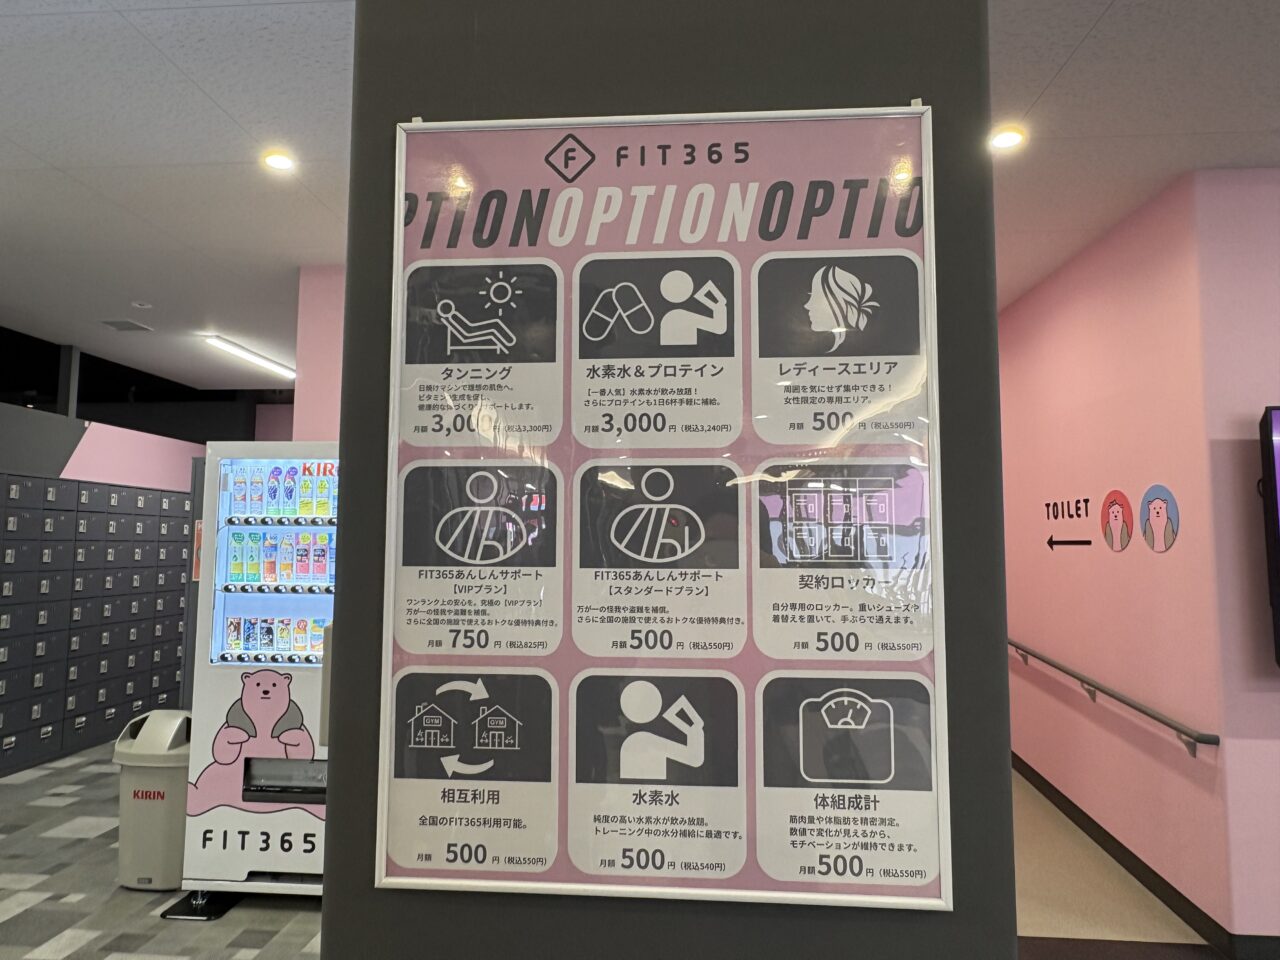 FIT365
PTION OPTION OPTIO
タンニング
日焼けマシンで理想の肌色へ。
生成を促し、
健康的な
月額 3,000 (税込3,300円)
水素水&プロテイン
【一番人気】水素水が飲み放題!
さらにプロテインも1日6杯手軽に補給。
月額 3,000 円 (税込3,240円)
レディースエリア
周囲を気にせず集中できる!
女性限定の専用エリア。
月額 500 円 (税込550円)
FIT365あんしんサポート
【VIPプラン】
ワンランク上の安心を。究極の【VIPプラン】
万が一の怪我や盗難を補償。
さらに全国の施設で使えるおトクな優待特典付き。
月額 750 円 (税込825円)
FIT365あんしんサポート
【スタンダードプラン】
万が一の怪我や盗難を補償。
さらに全国の施設で使えるおトクな優待特典付き。
月額 500 円 (税込550円)
契約ロッカー
自分専用のロッカー。重いシューズや
着替えを置いて、手ぶらで通えます。
月額 500 円 (税込550円)
GYM GYM
相互利用
全国のFIT365利用可能。
月額 500 円 (税込550円)
水素水
純度の高い水素水が飲み放題。
トレーニング中の水分補給に最適です。
月額 500 円 (税込540円)
体組成計
筋肉量や体脂肪を精密測定。
数値で変化が見えるから、
モチベーションが維持できます。
月額 500 円 (税込550円)
KIR
KIRIN
FIT365
TOILET